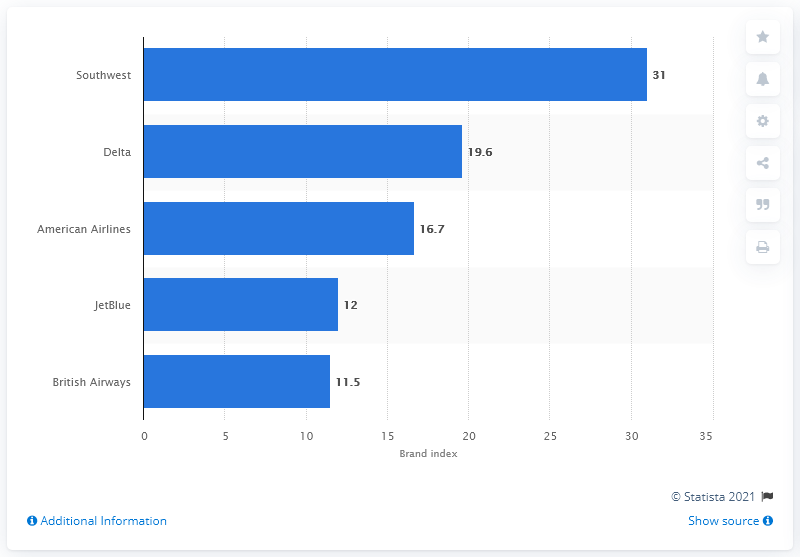 Southwest 31
Delta 19.6
American Airlines 16.7
JetBlue 12
British Airways 11.5
0 5 10 15 20 25 30 35
Brand index
© Statista 2021
Additional Information Show source